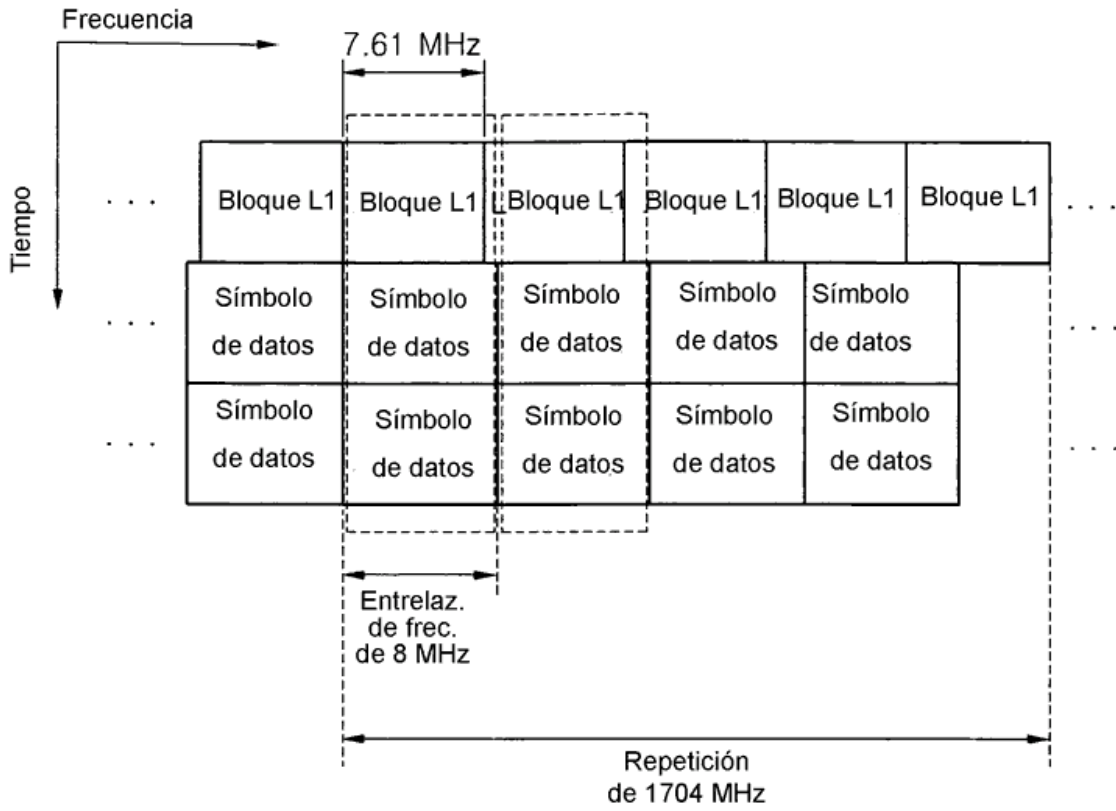 Frecuencia
7.61 MHz
Tiempo
. . . Bloque L1 Bloque L1 Bloque L1 Bloque L1 Bloque L1 Bloque L1 . . .
. . . Símbolo Símbolo Símbolo Símbolo Símbolo . . .
de datos de datos de datos de datos de datos
. . . Símbolo Símbolo Símbolo Símbolo Símbolo . . .
de datos de datos de datos de datos de datos
Entrelaz.
de frec.
de 8 MHz
Repetición
de 1704 MHz